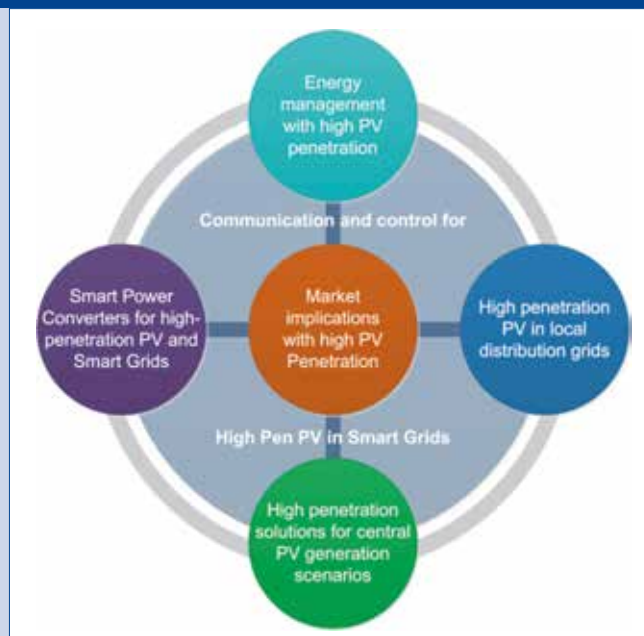 Energy
management
with high PV
penetration
Communication and control for
Smart Power
Converters for high-
penetration PV and
Smart Grids
Market
implications
with high PV
Penetration
High penetration
PV in local
distribution grids
High Pen PV in Smart Grids
High penetration
solutions for central
PV generation
scenarios